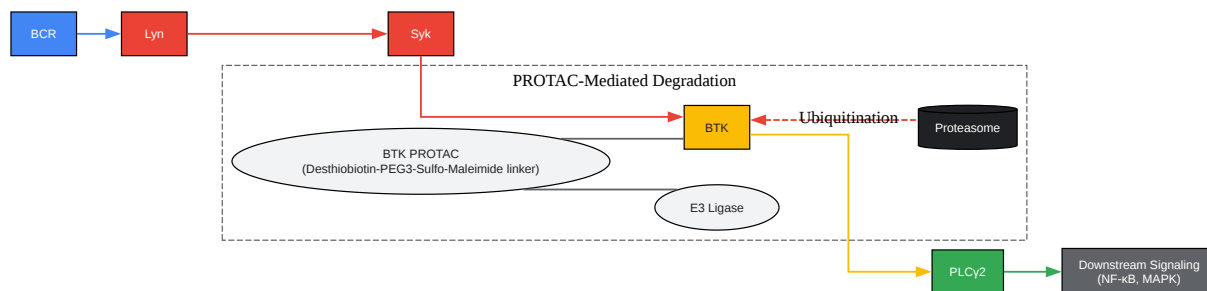 BCR
Lyn
Syk
PROTAC-Mediated Degradation
BTK
Ubiquitination
Proteasome
BTK PROTAC
(Desthiobiotin-PEG3-Sulfo-Maleimide linker)
E3 Ligase
PLCγ2
Downstream Signaling
(NF-κB, MAPK)